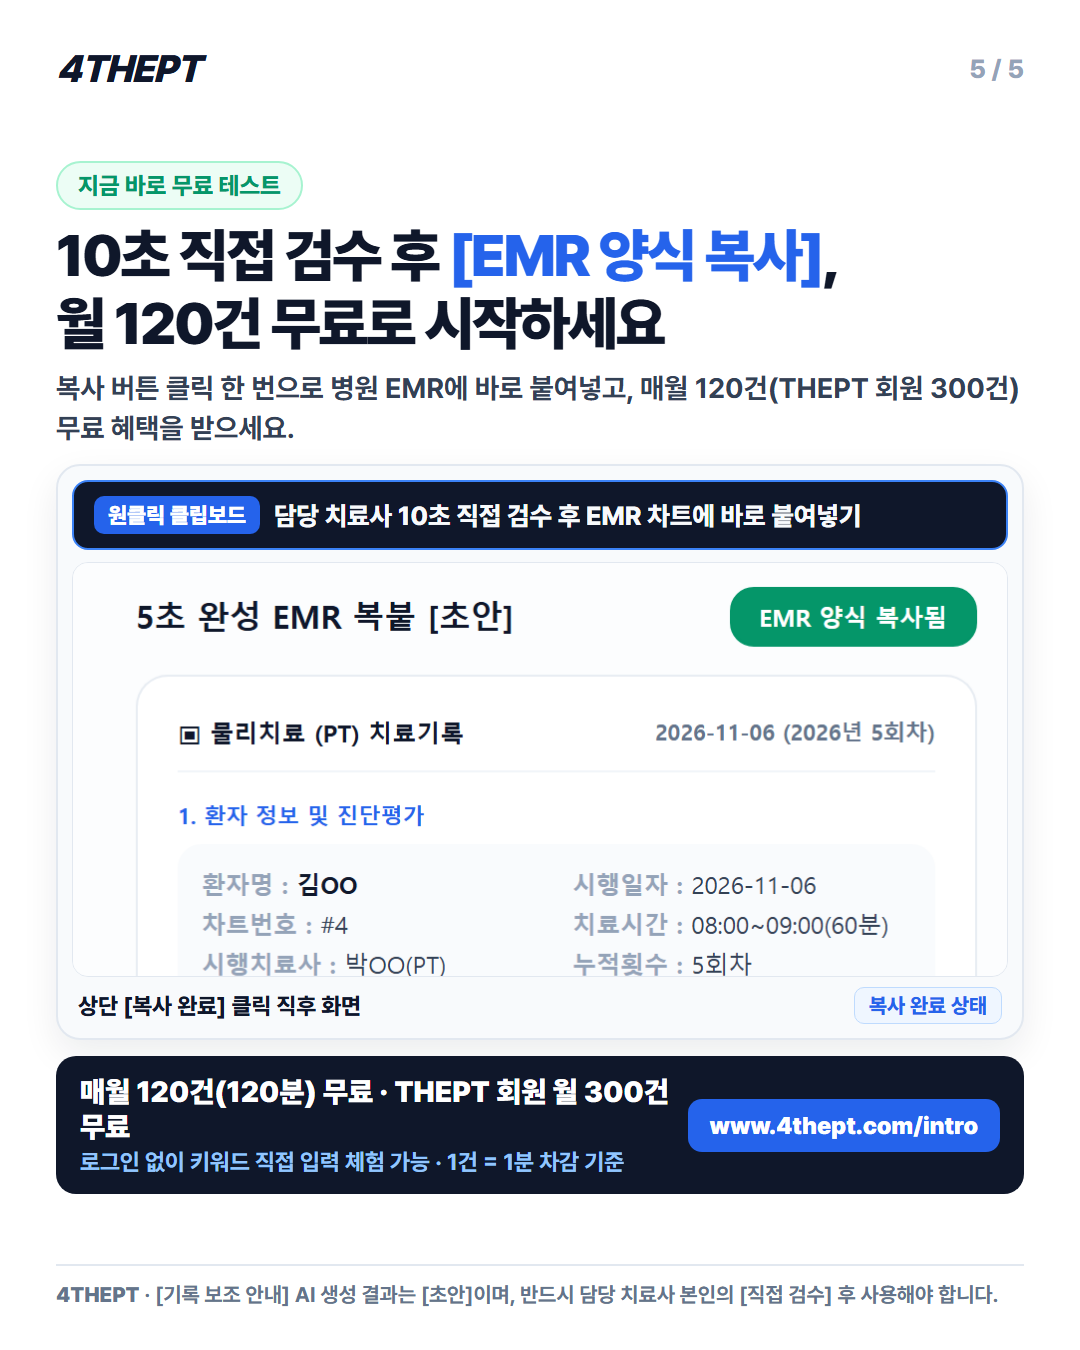 4THEPT
5 / 5
지금 바로 무료 테스트
10초 직접 검수 후 [EMR 양식 복사],
월 120건 무료로 시작하세요
복사 버튼 클릭 한 번으로 병원 EMR에 바로 붙여넣고, 매월 120건(THEPT 회원 300건)
무료 혜택을 받으세요.
원클릭 클립보드 담당 치료사 10초 직접 검수 후 EMR 차트에 바로 붙여넣기
5초 완성 EMR 복붙 [초안]
EMR 양식 복사됨
▣ 물리치료 (PT) 치료기록
2026-11-06 (2026년 5회차)
1. 환자 정보 및 진단평가
환자명 : 김OO
시행일자 : 2026-11-06
차트번호 : #4
치료시간 : 08:00~09:00(60분)
시행치료사 : 박OO(PT)
누적횟수 : 5회차
상단 [복사 완료] 클릭 직후 화면
복사 완료 상태
매월 120건(120분) 무료 · THEPT 회원 월 300건
무료
로그인 없이 키워드 직접 입력 체험 가능 · 1건 = 1분 차감 기준
www.4thept.com/intro
4THEPT · [기록 보조 안내] AI 생성 결과는 [초안]이며, 반드시 담당 치료사 본인의 [직접 검수] 후 사용해야 합니다.